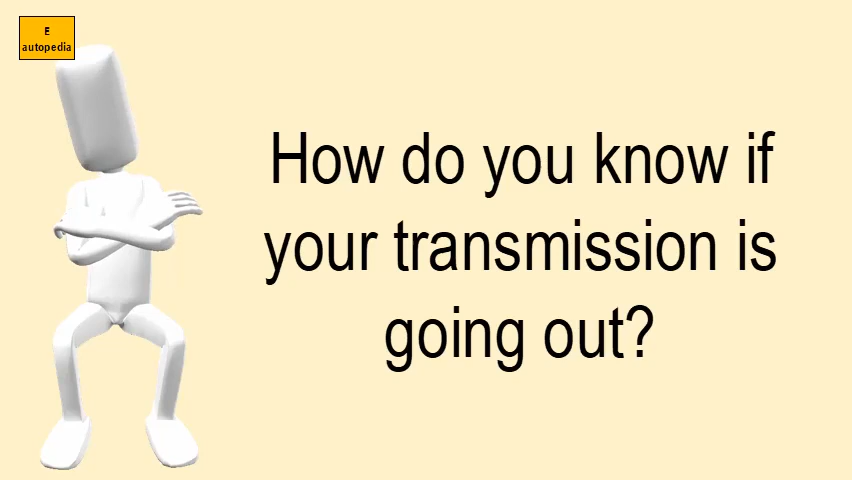 E
autopedia
How do you know if
your transmission is
going out?